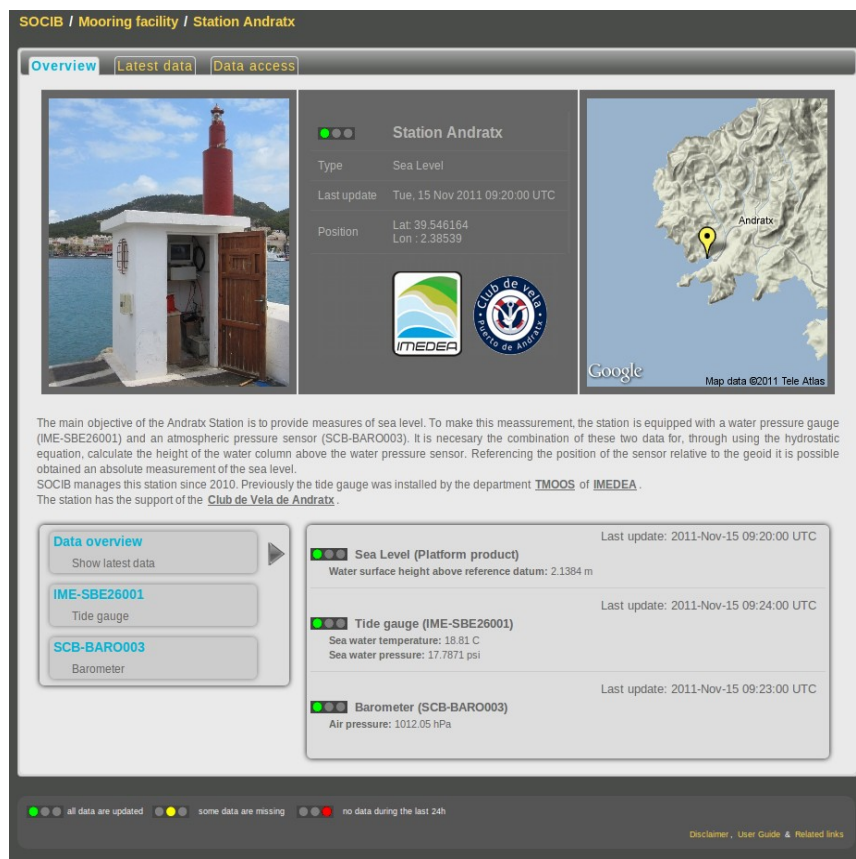 SOCIB / Mooring facility / Station Andratx
Overview Latest data Data access
Station Andratx
Type Sea Level
Last update Tue, 15 Nov 2011 09:20:00 UTC
Position Lat: 39.546164
Lon : 2.38539
IMEDEA
Club de vela
Puerto de Andratx
Andratx
Google
Map data ©2011 Tele Atlas
The main objective of the Andratx Station is to provide measures of sea level. To make this meassurement, the station is equipped with a water pressure gauge
(IME-SBE26001) and an atmospheric pressure sensor (SCB-BARO003). It is necesary the combination of these two data for, through using the hydrostatic
equation, calculate the height of the water column above the water pressure sensor. Referencing the position of the sensor relative to the geoid it is possible
obtained an absolute measurement of the sea level.
SOCIB manages this station since 2010. Previously the tide gauge was installed by the department TMOOS of IMEDEA .
The station has the support of the Club de Vela de Andratx .
Data overview
Show latest data
IME-SBE26001
Tide gauge
SCB-BARO003
Barometer
Last update: 2011-Nov-15 09:20:00 UTC
Sea Level (Platform product)
Water surface height above reference datum: 2.1384 m
Last update: 2011-Nov-15 09:24:00 UTC
Tide gauge (IME-SBE26001)
Sea water temperature: 18.81 C
Sea water pressure: 17.7871 psi
Last update: 2011-Nov-15 09:23:00 UTC
Barometer (SCB-BARO003)
Air pressure: 1012.05 hPa
all data are updated some data are missing no data during the last 24h
Disclaimer , User Guide & Related links